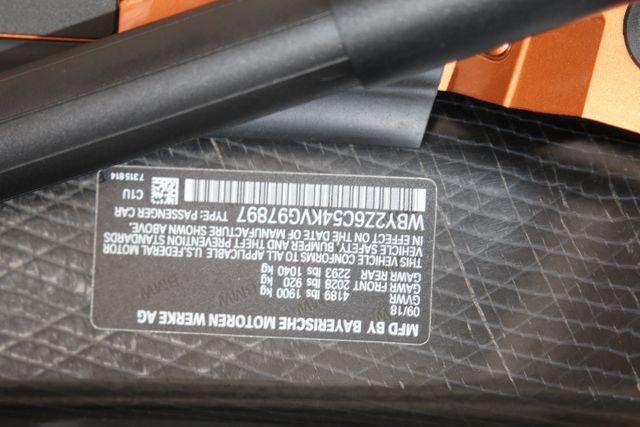 MFD BY BAYERISCHE MOTOREN WERKE AG
09/18
GVWR 4189 lbs 1900 kg
GAWR FRONT 2028 lbs 920 kg
GAWR REAR 2293 lbs 1040 kg
THIS VEHICLE CONFORMS TO ALL APPLICABLE U.S. FEDERAL MOTOR
VEHICLE SAFETY, BUMPER AND THEFT PREVENTION STANDARDS
IN EFFECT ON THE DATE OF MANUFACTURE SHOWN ABOVE.
WBY2Z6C54KVG97897 TYPE: PASSENGER CAR
C1U
7315814